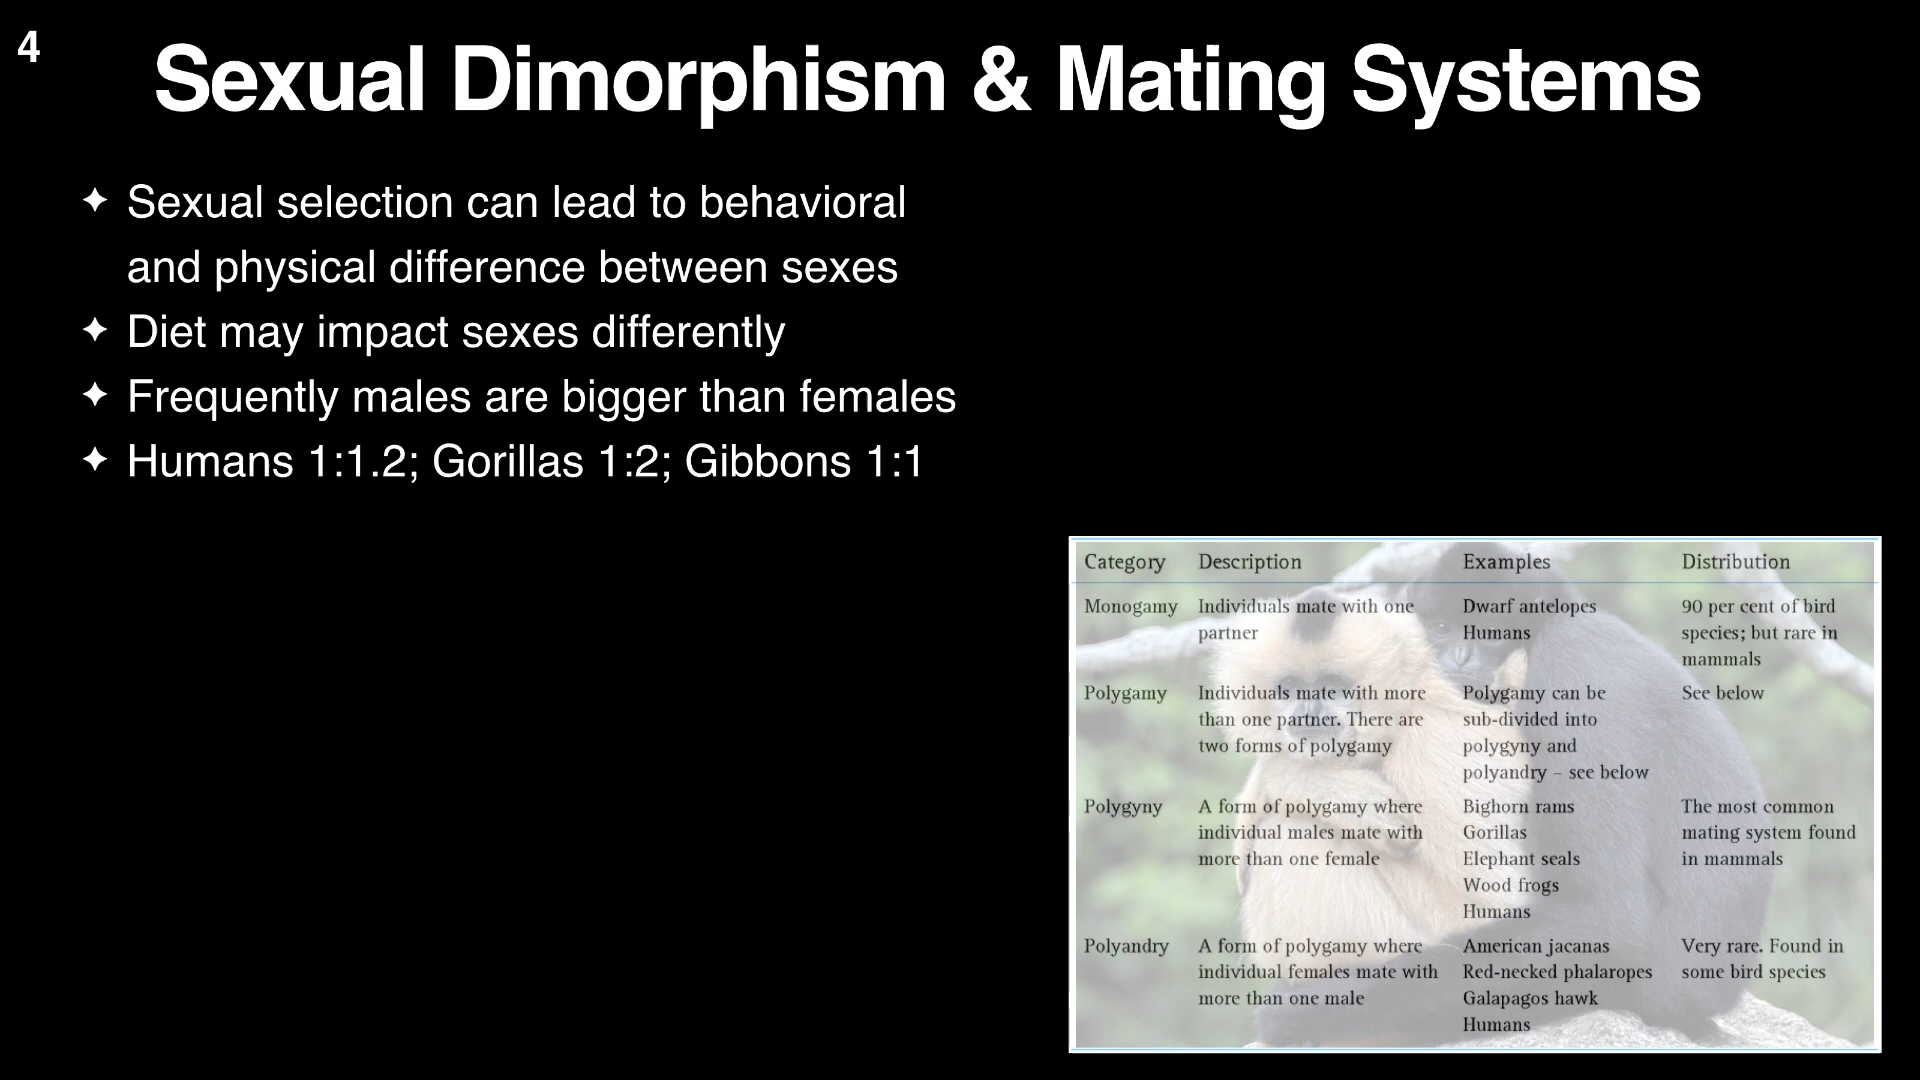 4
Sexual Dimorphism & Mating Systems
✦ Sexual selection can lead to behavioral
and physical difference between sexes
✦ Diet may impact sexes differently
✦ Frequently males are bigger than females
✦ Humans 1:1.2; Gorillas 1:2; Gibbons 1:1
Category Description Examples Distribution
Monogamy Individuals mate with one Dwarf antelopes 90 per cent of bird
partner Humans species; but rare in
mammals
Polygamy Individuals mate with more Polygamy can be See below
than one partner. There are sub-divided into
two forms of polygamy polygyny and
polyandry – see below
Polygyny A form of polygamy where Bighorn rams The most common
individual males mate with Gorillas mating system found
more than one female Elephant seals in mammals
Wood frogs
Humans
Polyandry A form of polygamy where American jacanas Very rare. Found in
individual females mate with Red-necked phalaropes some bird species
more than one male Galapagos hawk
Humans